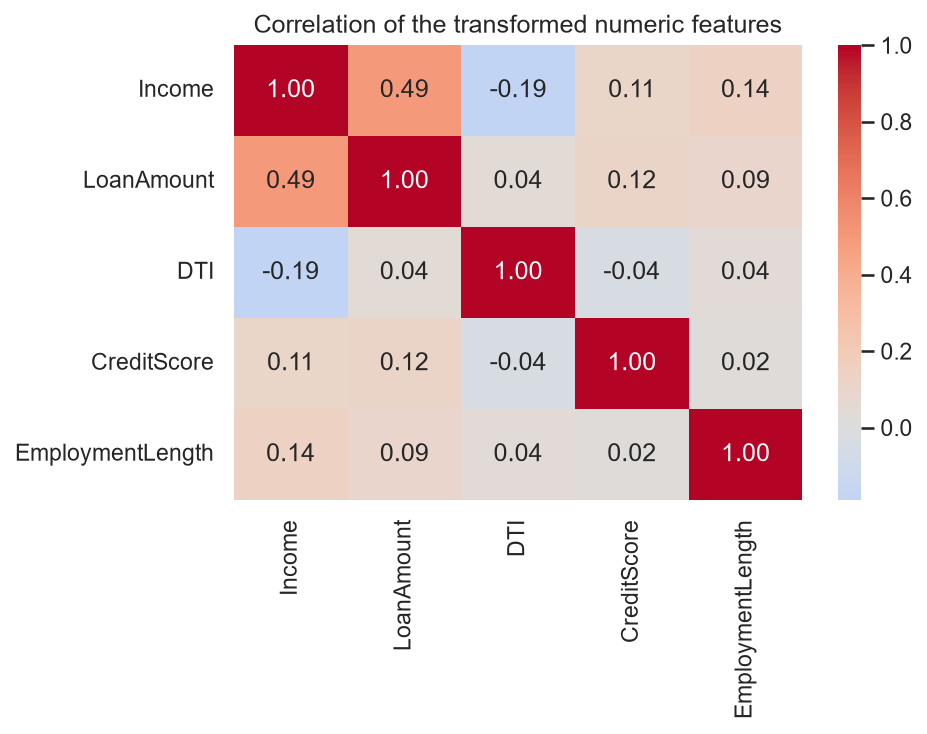 Correlation of the transformed numeric features
Income 1.00 0.49 -0.19 0.11 0.14
LoanAmount 0.49 1.00 0.04 0.12 0.09
DTI -0.19 0.04 1.00 -0.04 0.04
CreditScore 0.11 0.12 -0.04 1.00 0.02
EmploymentLength 0.14 0.09 0.04 0.02 1.00
Income
LoanAmount
DTI
CreditScore
EmploymentLength
1.0
0.8
0.6
0.4
0.2
0.0